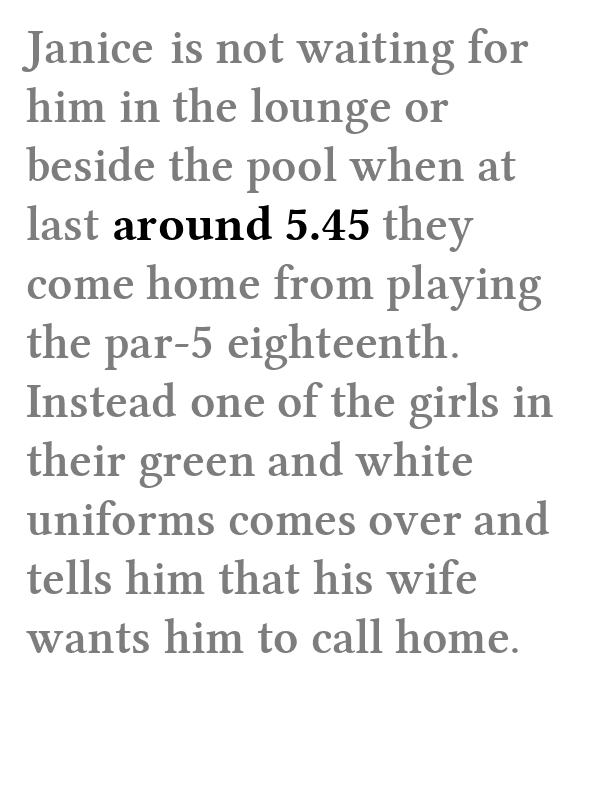 Janice is not waiting for
him in the lounge or
beside the pool when at
last around 5.45 they
come home from playing
the par-5 eighteenth.
Instead one of the girls in
their green and white
uniforms comes over and
tells him that his wife
wants him to call home.